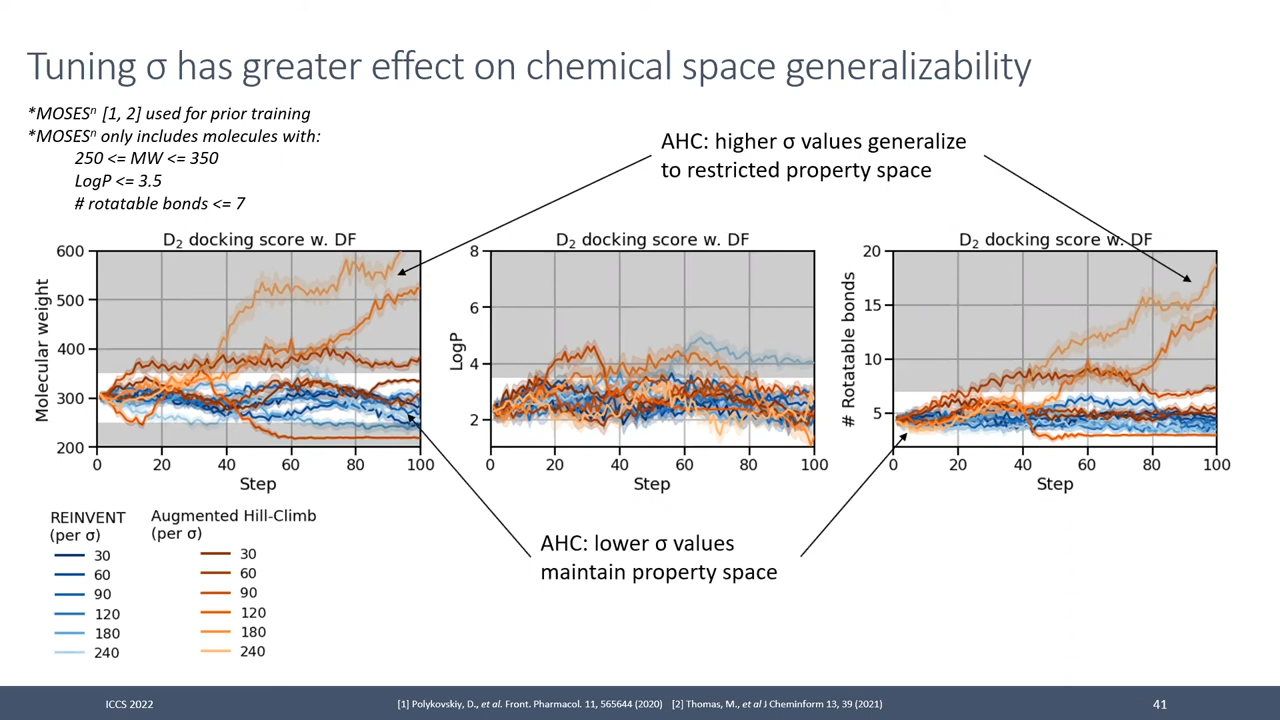 Tuning σ has greater effect on chemical space generalizability
*MOSESⁿ [1, 2] used for prior training
*MOSESⁿ only includes molecules with:
250 <= MW <= 350
LogP <= 3.5
# rotatable bonds <= 7
AHC: higher σ values generalize
to restricted property space
D₂ docking score w. DF
600
500
400
300
200
Molecular weight
0 20 40 60 80 100
Step
D₂ docking score w. DF
8
6
4
2
LogP
0 20 40 60 80 100
Step
D₂ docking score w. DF
20
15
10
5
# Rotatable bonds
0 20 40 60 80 100
Step
AHC: lower σ values
maintain property space
REINVENT
(per σ)
30
60
90
120
180
240
Augmented Hill-Climb
(per σ)
30
60
90
120
180
240
ICCS 2022
[1] Polykovskiy, D., et al. Front. Pharmacol. 11, 565644 (2020) [2] Thomas, M., et al J Cheminform 13, 39 (2021)
41